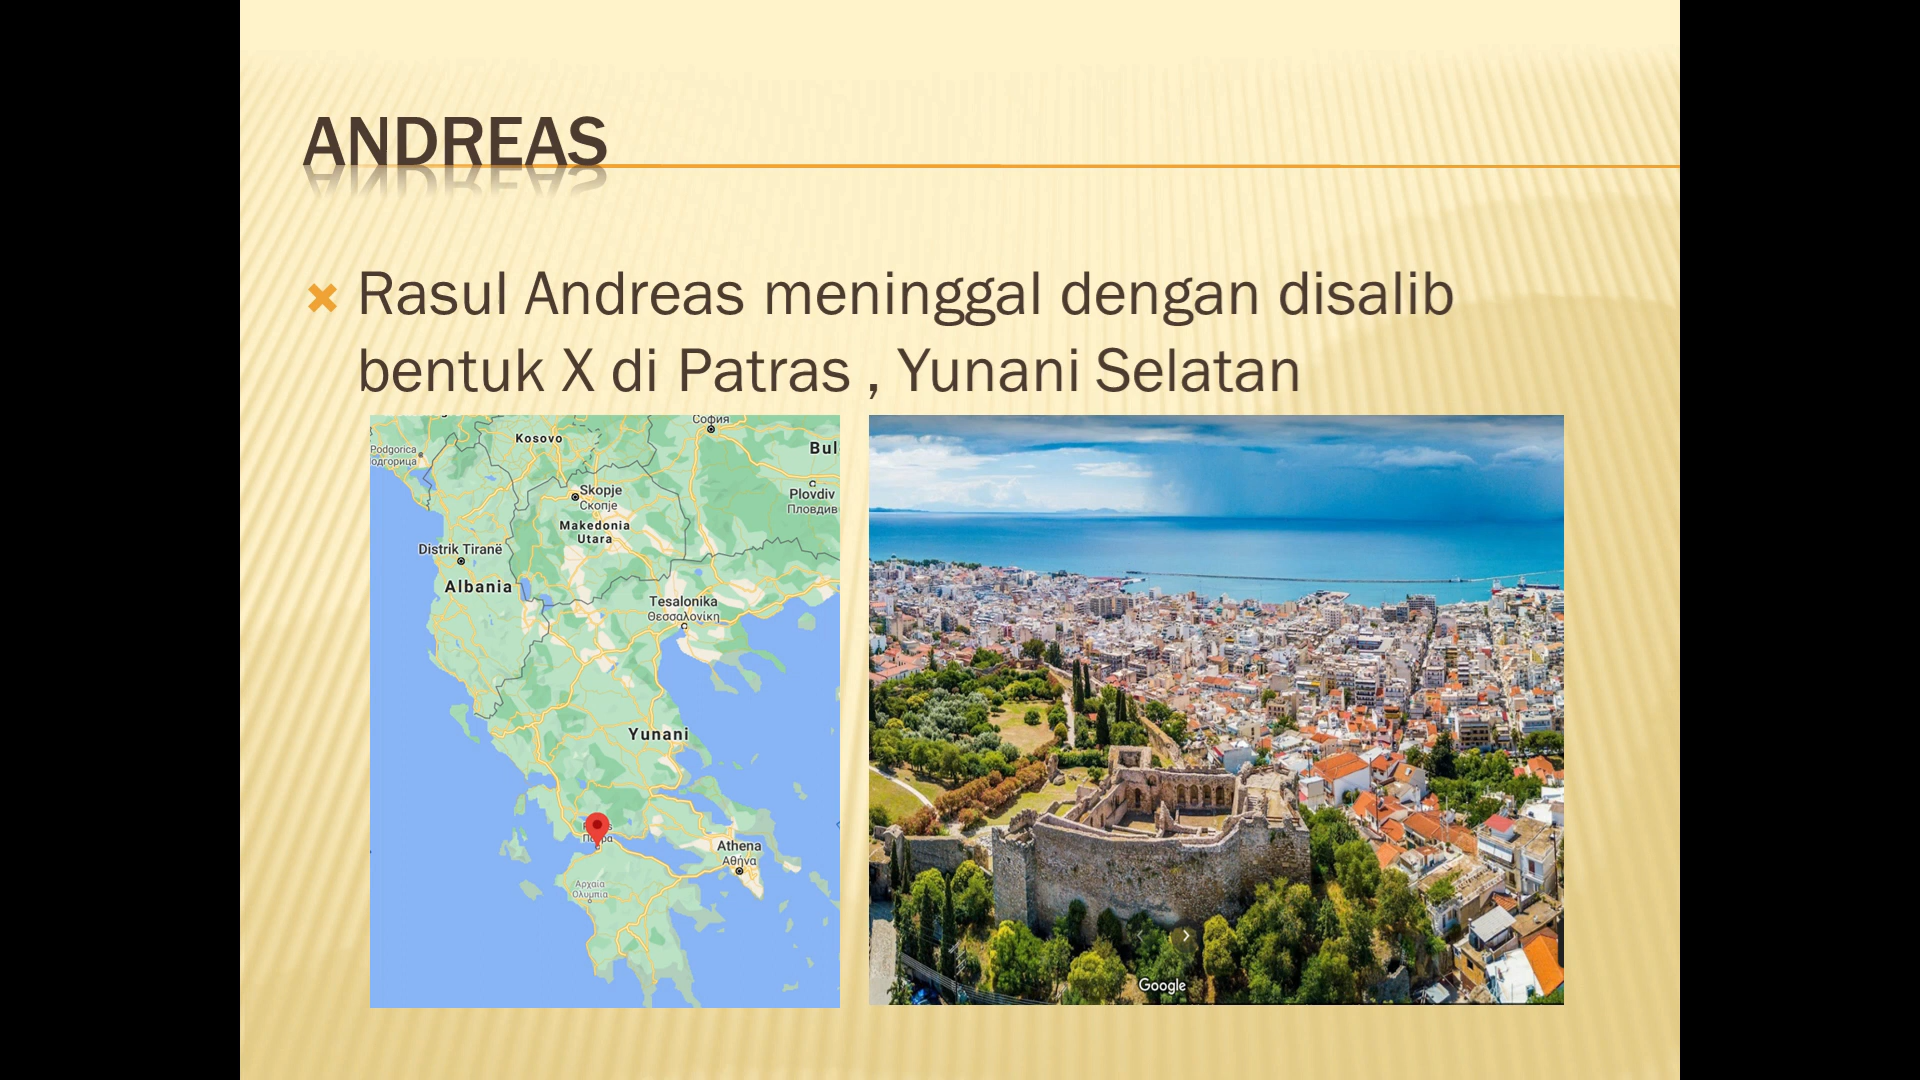 ANDREAS
Rasul Andreas meninggal dengan disalib
bentuk X di Patras , Yunani Selatan
София
Kosovo
Bul
Podgorica
одгорица
Skopje
Скопје
Plovdiv
Пловдив
Makedonia
Utara
Distrik Tiranë
Albania
Tesalonika
Θεσσαλονίκη
Yunani
Athena
Αθήνα
Αρχαία
Ολυμπία
Google